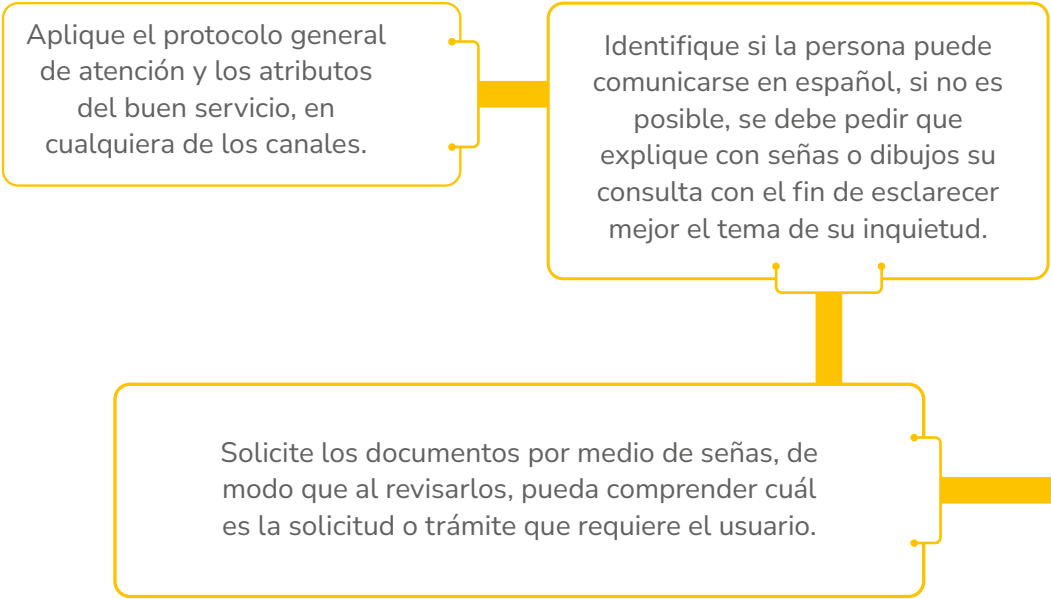 Aplique el protocolo general
de atención y los atributos
del buen servicio, en
cualquiera de los canales.
Identifique si la persona puede
comunicarse en español, si no es
posible, se debe pedir que
explique con señas o dibujos su
consulta con el fin de esclarecer
mejor el tema de su inquietud.
Solicite los documentos por medio de señas, de
modo que al revisarlos, pueda comprender cuál
es la solicitud o trámite que requiere el usuario.